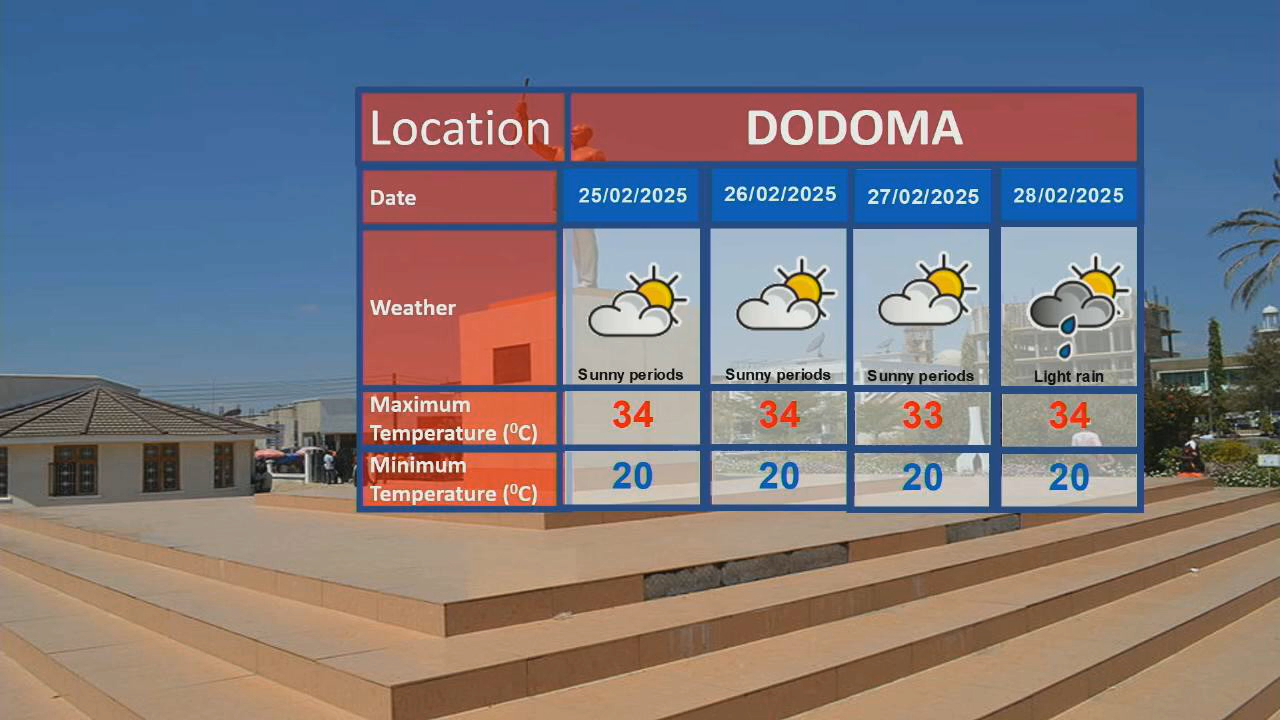 Location DODOMA
Date 25/02/2025 26/02/2025 27/02/2025 28/02/2025
Weather
Sunny periods Sunny periods Sunny periods Light rain
Maximum
Temperature (⁰C) 34 34 33 34
Minimum
Temperature (⁰C) 20 20 20 20